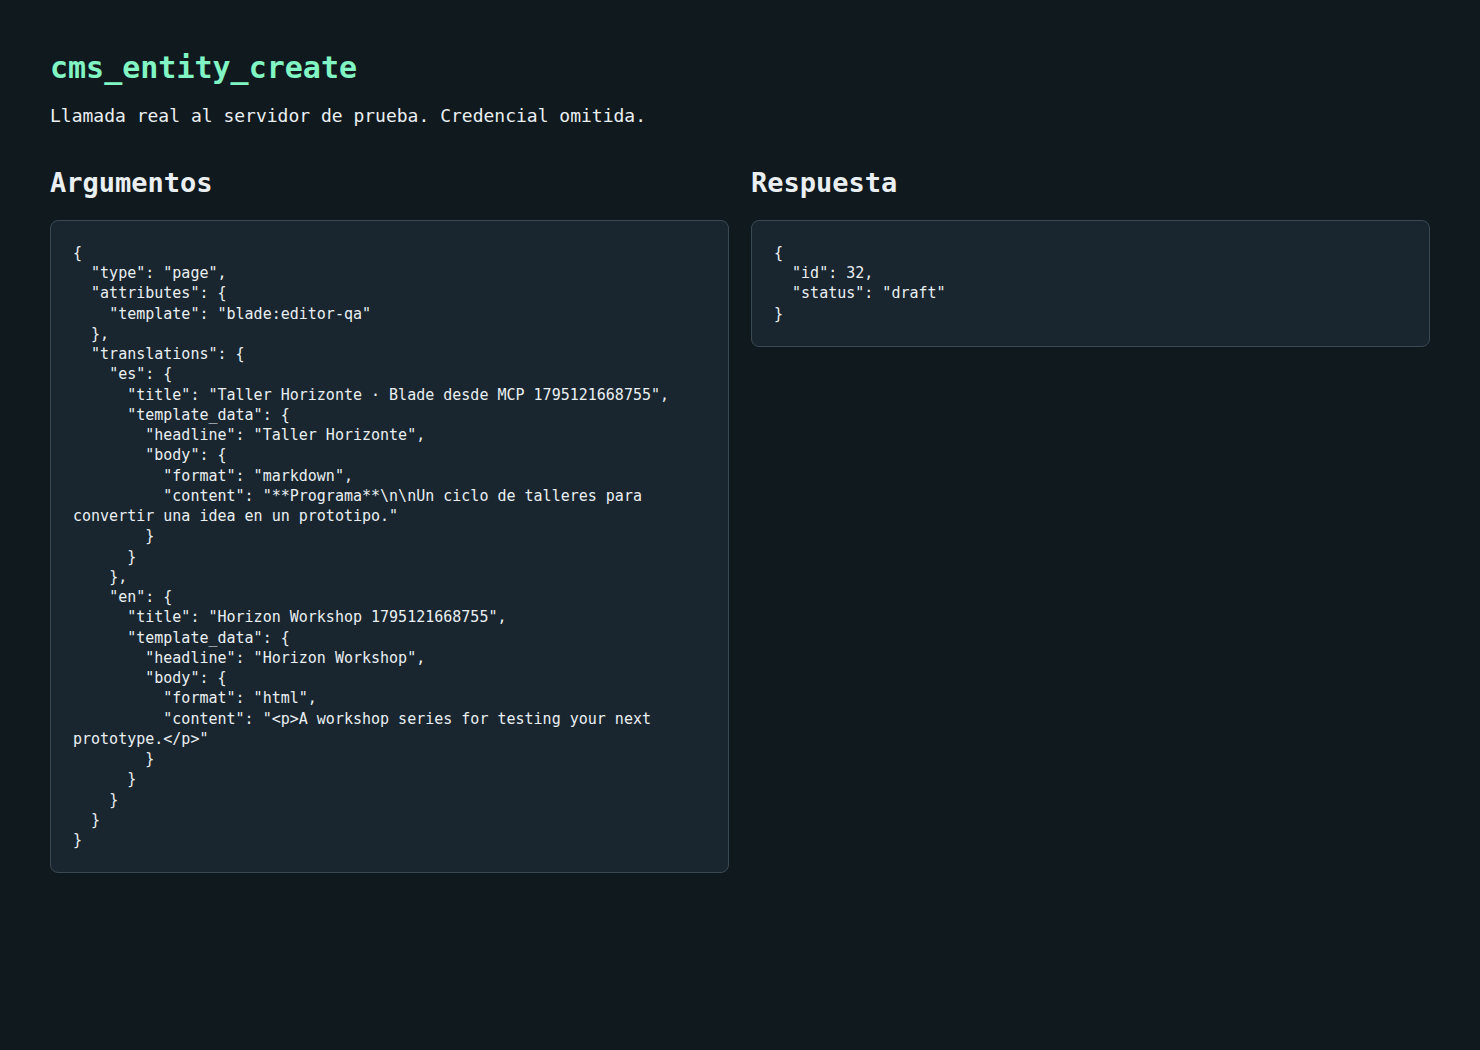 cms_entity_create
Llamada real al servidor de prueba. Credencial omitida.
Argumentos
{
  "type": "page",
  "attributes": {
    "template": "blade:editor-qa"
  },
  "translations": {
    "es": {
      "title": "Taller Horizonte · Blade desde MCP 1795121668755",
      "template_data": {
        "headline": "Taller Horizonte",
        "body": {
          "format": "markdown",
          "content": "**Programa**\n\nUn ciclo de talleres para
convertir una idea en un prototipo."
        }
      }
    },
    "en": {
      "title": "Horizon Workshop 1795121668755",
      "template_data": {
        "headline": "Horizon Workshop",
        "body": {
          "format": "html",
          "content": "<p>A workshop series for testing your next
prototype.</p>"
        }
      }
    }
  }
}
Respuesta
{
  "id": 32,
  "status": "draft"
}